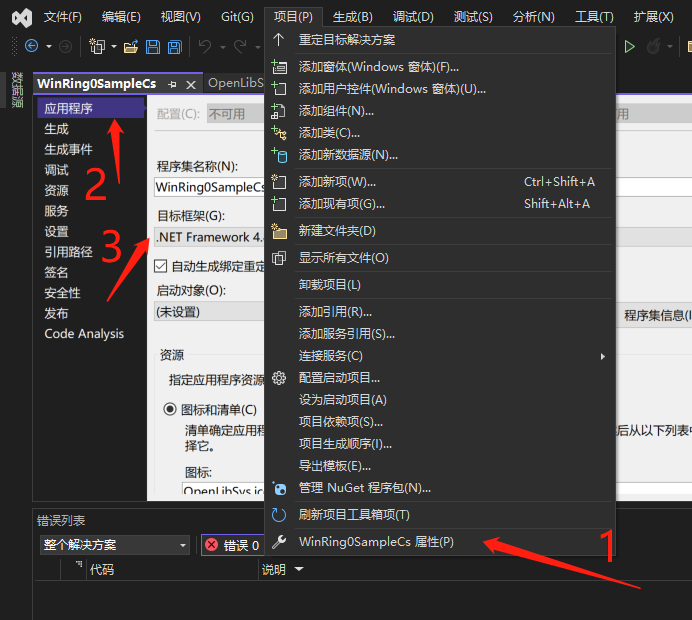 文件(F) 编辑(E) 视图(V) Git(G) 项目(P) 生成(B) 调试(D) 测试(S) 分析(N) 工具(T) 扩展(X)
数据源
WinRing0SampleCs
OpenLibS
应用程序
生成
生成事件
调试
资源
服务
设置
引用路径
签名
安全性
发布
Code Analysis
2
3
配置(C): 不可用
程序集名称(N):
WinRing0SampleCs
目标框架(G):
.NET Framework 4.
自动生成绑定重定
启动对象(O):
(未设置)
资源
指定应用程序资源
图标和清单(C)
清单确定应用程
择它。
图标:
OpenLibSys.ico
重定目标解决方案
添加窗体(Windows 窗体)(F)...
添加用户控件(Windows 窗体)(U)...
添加组件(N)...
添加类(C)...
添加新数据源(N)...
添加新项(W)... Ctrl+Shift+A
添加现有项(G)... Shift+Alt+A
新建文件夹(D)
显示所有文件(O)
卸载项目(L)
添加引用(R)...
添加服务引用(S)...
连接服务(C)
配置启动项目...
设为启动项目(A)
项目依赖项(S)...
项目生成顺序(I)...
导出模板(E)...
管理 NuGet 程序包(N)...
刷新项目工具箱项(T)
WinRing0SampleCs 属性(P)
1
用
程序集信息(I
后从以下列表中
错误列表
整个解决方案
错误 0
代码
说明